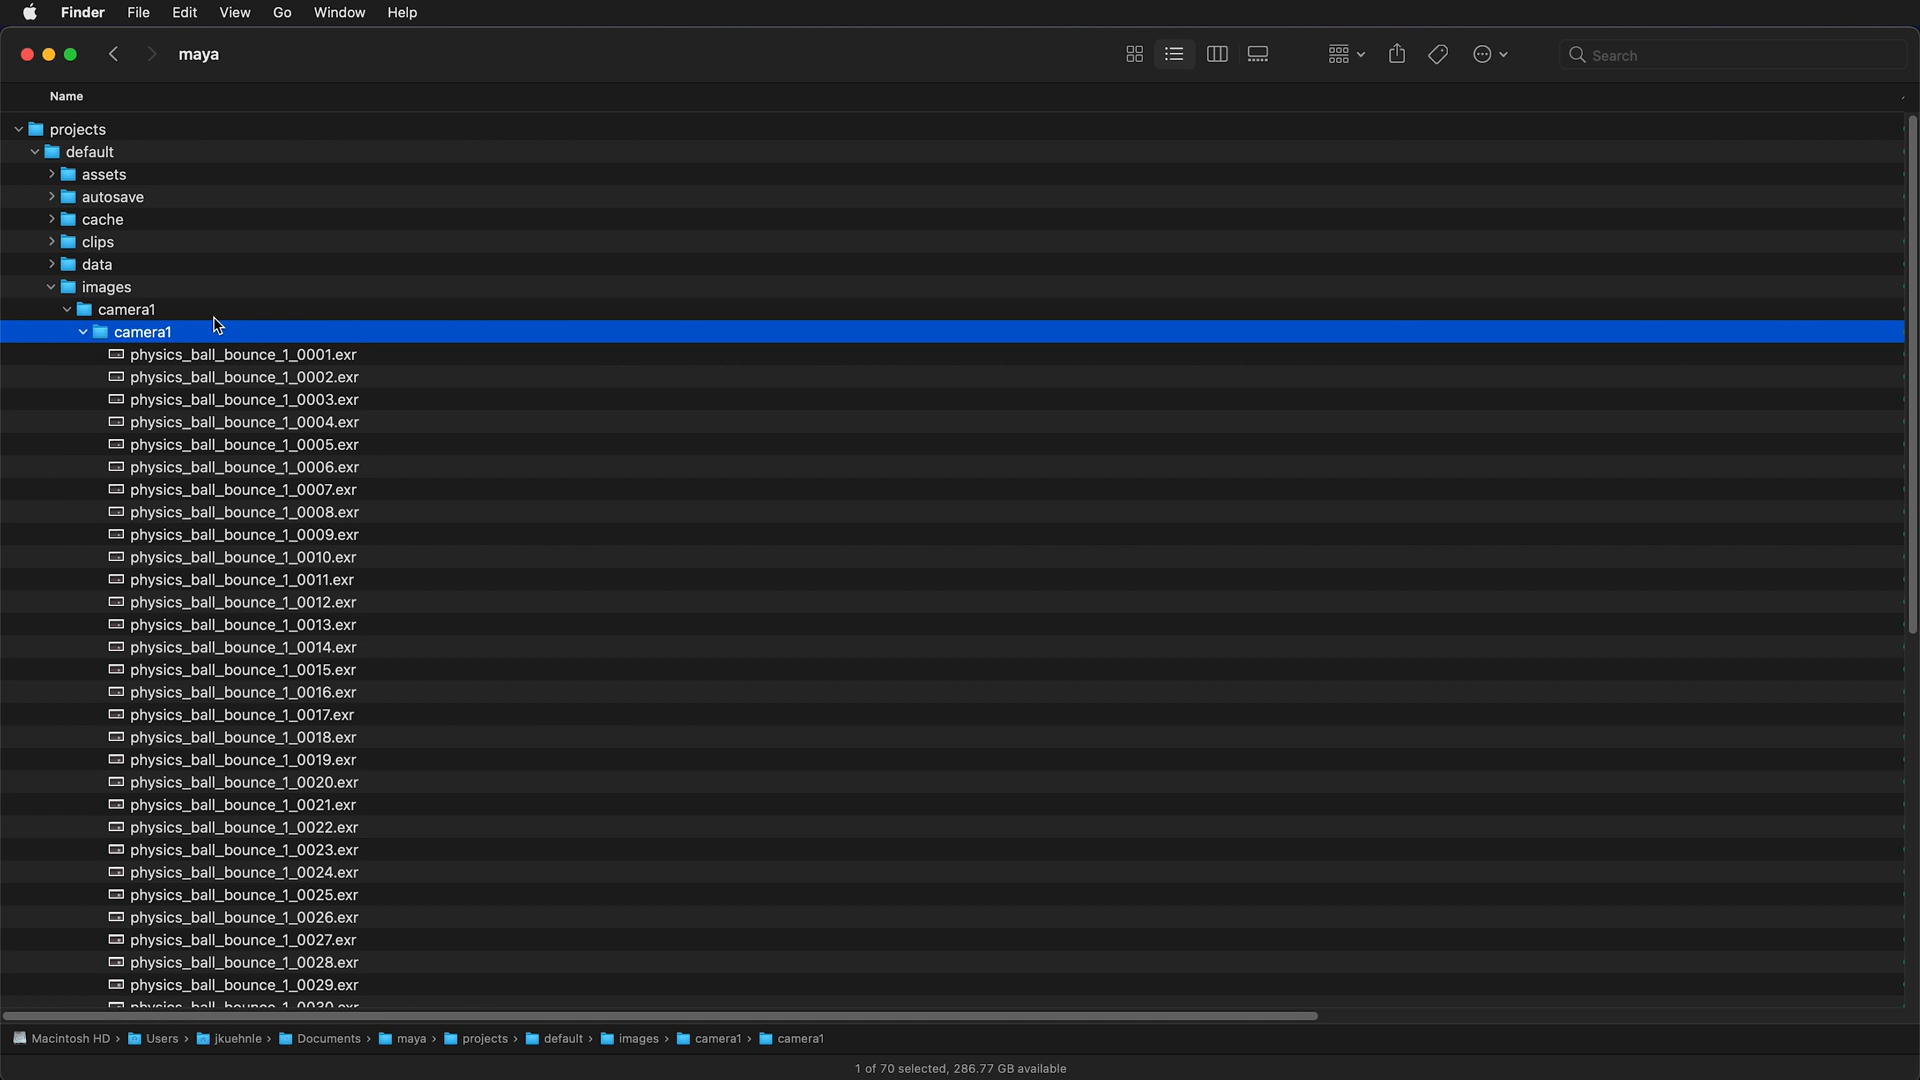 Finder File Edit View Go Window Help
maya
Search
Name
projects
default
assets
autosave
cache
clips
data
images
camera1
camera1
physics_ball_bounce_1_0001.exr
physics_ball_bounce_1_0002.exr
physics_ball_bounce_1_0003.exr
physics_ball_bounce_1_0004.exr
physics_ball_bounce_1_0005.exr
physics_ball_bounce_1_0006.exr
physics_ball_bounce_1_0007.exr
physics_ball_bounce_1_0008.exr
physics_ball_bounce_1_0009.exr
physics_ball_bounce_1_0010.exr
physics_ball_bounce_1_0011.exr
physics_ball_bounce_1_0012.exr
physics_ball_bounce_1_0013.exr
physics_ball_bounce_1_0014.exr
physics_ball_bounce_1_0015.exr
physics_ball_bounce_1_0016.exr
physics_ball_bounce_1_0017.exr
physics_ball_bounce_1_0018.exr
physics_ball_bounce_1_0019.exr
physics_ball_bounce_1_0020.exr
physics_ball_bounce_1_0021.exr
physics_ball_bounce_1_0022.exr
physics_ball_bounce_1_0023.exr
physics_ball_bounce_1_0024.exr
physics_ball_bounce_1_0025.exr
physics_ball_bounce_1_0026.exr
physics_ball_bounce_1_0027.exr
physics_ball_bounce_1_0028.exr
physics_ball_bounce_1_0029.exr
physics_ball_bounce_1_0030.exr
Macintosh HD › Users › jkuehnle › Documents › maya › projects › default › images › camera1 › camera1
1 of 70 selected, 286.77 GB available